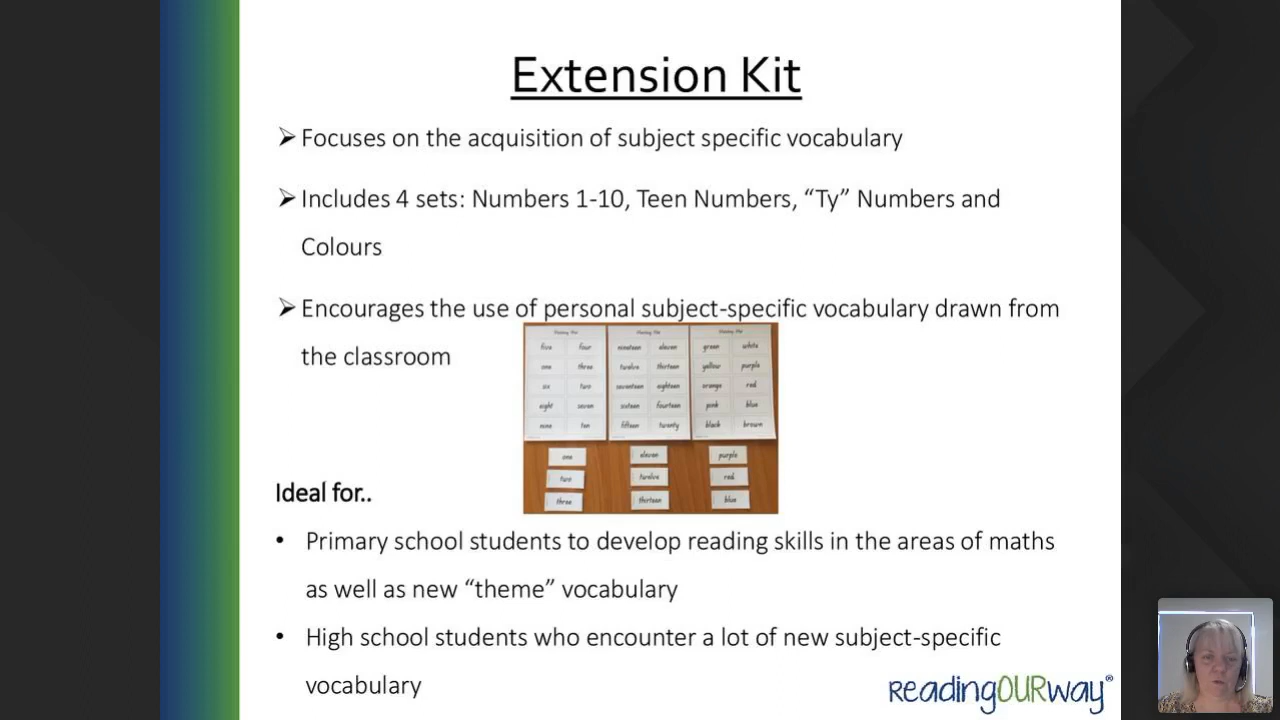 Extension Kit
Focuses on the acquisition of subject specific vocabulary
Includes 4 sets: Numbers 1-10, Teen Numbers, “Ty” Numbers and
Colours
Encourages the use of personal subject-specific vocabulary drawn from
the classroom
five four
one three
six two
eight seven
nine ten
nineteen eleven
twelve thirteen
seventeen eighteen
sixteen fourteen
fifteen twenty
green white
yellow purple
orange red
pink blue
black brown
one
two
three
eleven
twelve
thirteen
purple
red
blue
Ideal for..
• Primary school students to develop reading skills in the areas of maths
as well as new “theme” vocabulary
• High school students who encounter a lot of new subject-specific
vocabulary
ReadingOURway®